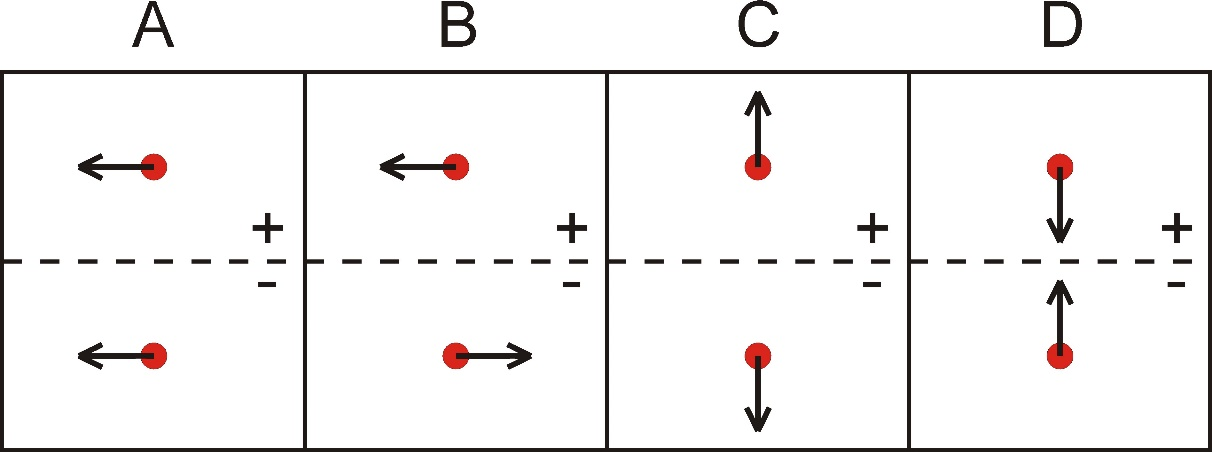 A B C D
+ + + +
- - - -